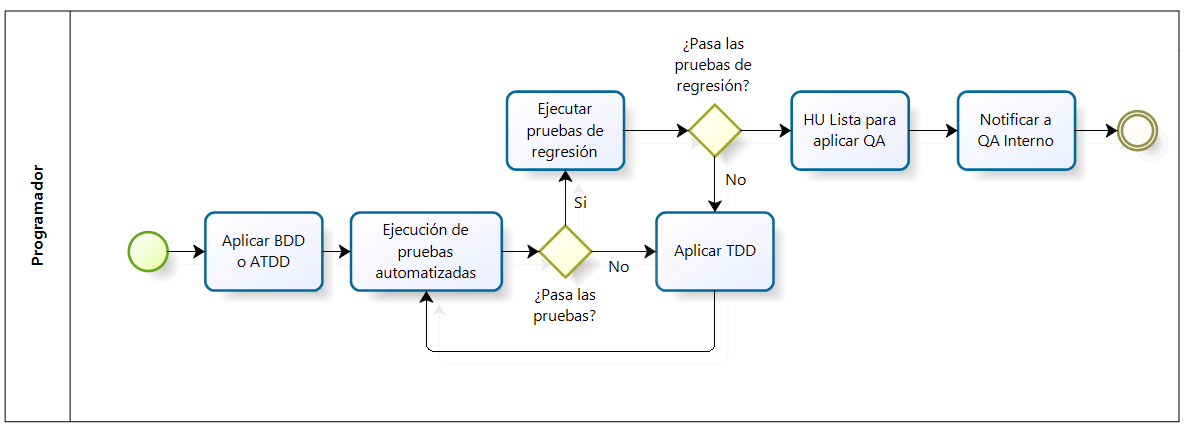 Programador
Aplicar BDD
o ATDD
Ejecución de
pruebas
automatizadas
¿Pasa las
pruebas?
Si
No
Ejecutar
pruebas de
regresión
¿Pasa las
pruebas de
regresión?
No
Aplicar TDD
HU Lista para
aplicar QA
Notificar a
QA Interno